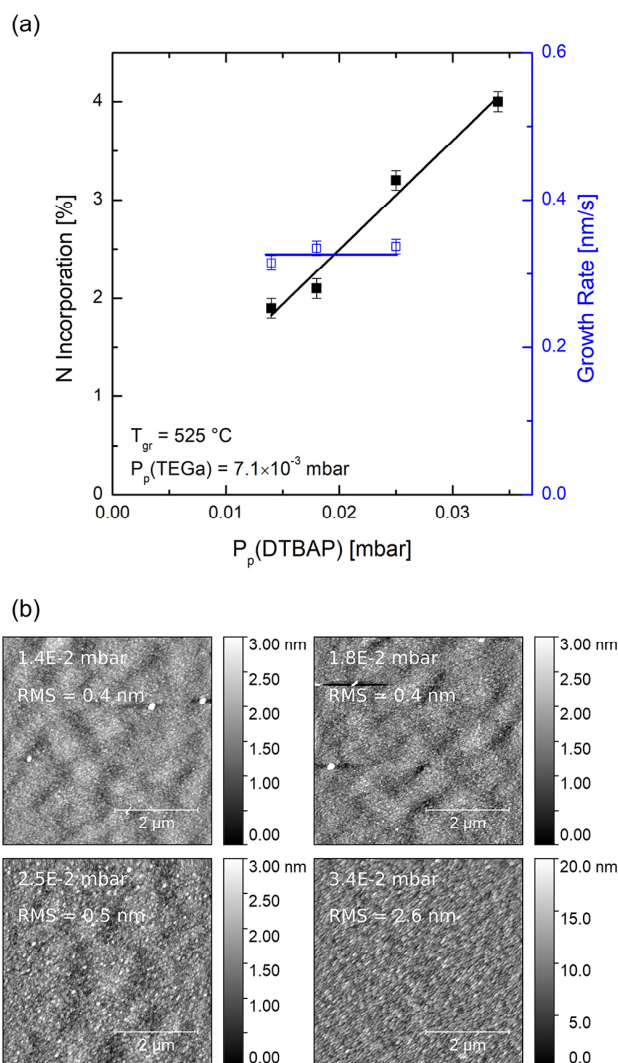 (a)
4
3
2
1
0
N Incorporation [%]
0.6
0.4
0.2
0.0
Growth Rate [nm/s]
T_gr = 525 °C
P_p(TEGa) = 7.1×10⁻³ mbar
0.00
0.01
0.02
0.03
P_p(DTBAP) [mbar]
(b)
1.4E-2 mbar
RMS = 0.4 nm
2 µm
3.00 nm
2.50
2.00
1.50
1.00
0.00
1.8E-2 mbar
RMS = 0.4 nm
2 µm
3.00 nm
2.50
2.00
1.50
1.00
0.00
2.5E-2 mbar
RMS = 0.5 nm
2 µm
3.00 nm
2.50
2.00
1.50
1.00
0.00
3.4E-2 mbar
RMS = 2.6 nm
2 µm
20.0 nm
15.0
10.0
5.0
0.0